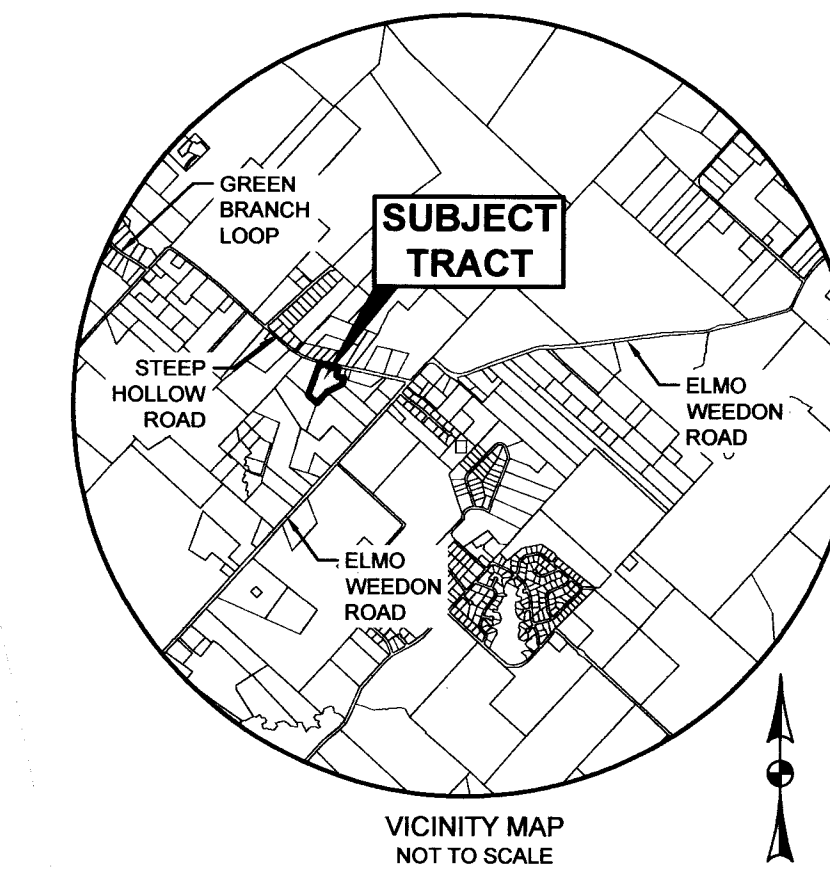 GREEN
BRANCH
LOOP
SUBJECT
TRACT
STEEP
HOLLOW
ROAD
ELMO
WEEDON
ROAD
ELMO
WEEDON
ROAD
VICINITY MAP
NOT TO SCALE